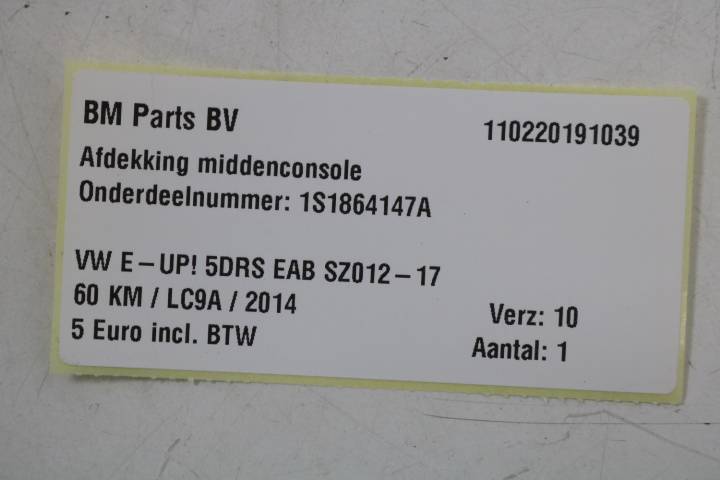 BM Parts BV
110220191039
Afdekking middenconsole
Onderdeelnummer: 1S1864147A
VW E-UP! 5DRS EAB SZ012-17
60 KM / LC9A / 2014
Verz: 10
5 Euro incl. BTW
Aantal: 1